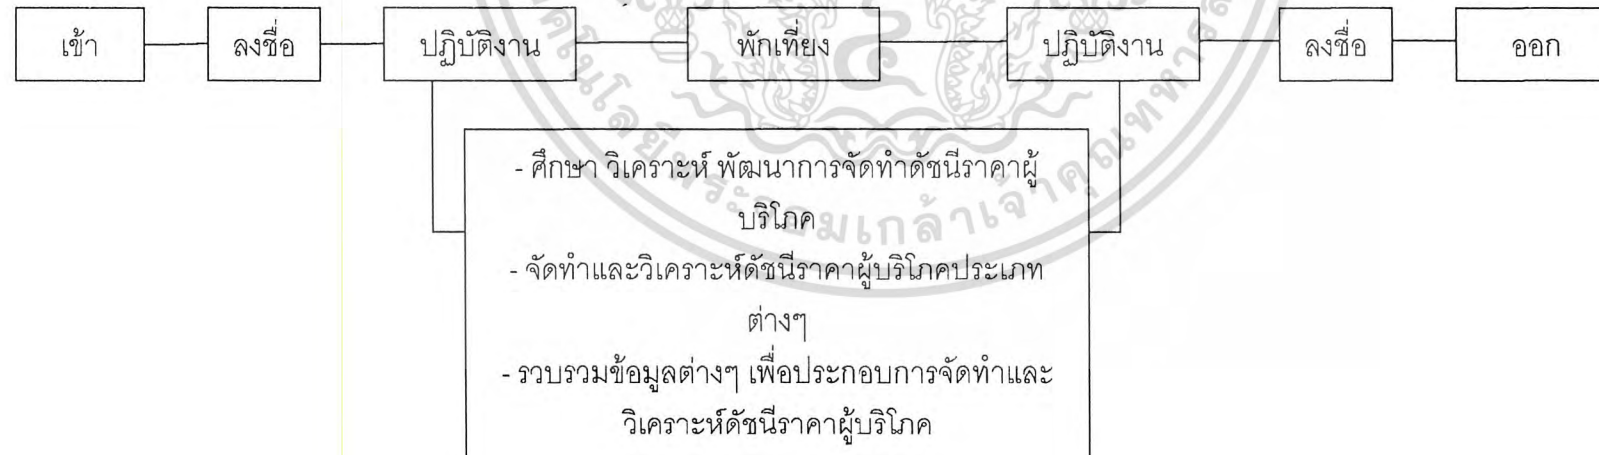 เข้า ลงชื่อ ปฏิบัติงาน พักเที่ยง ปฏิบัติงาน ลงชื่อ ออก
- ศึกษา วิเคราะห์ พัฒนาการจัดทำดัชนีราคาผู้
บริโภค
- จัดทำและวิเคราะห์ดัชนีราคาผู้บริโภคประเภท
ต่างๆ
- รวบรวมข้อมูลต่างๆ เพื่อประกอบการจัดทำและ
วิเคราะห์ดัชนีราคาผู้บริโภค